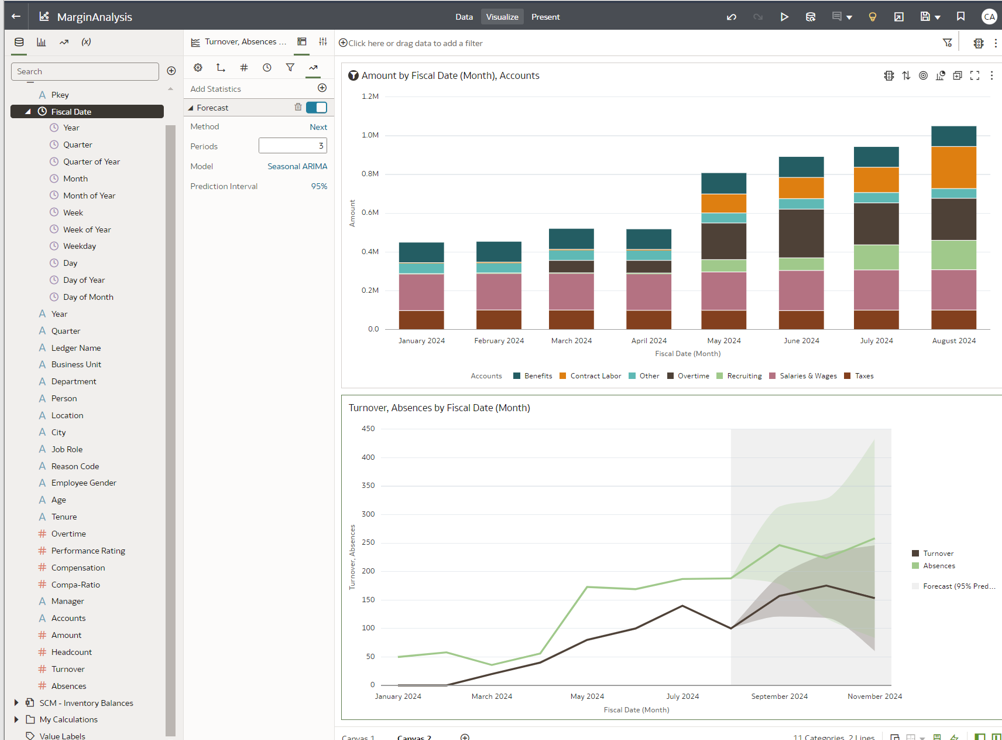 MarginAnalysis
Data Visualize Present
CA
(x)
Turnover, Absences ...
Click here or drag data to add a filter
Search
Pkey
Fiscal Date
Year
Quarter
Quarter of Year
Month
Month of Year
Week
Week of Year
Weekday
Day
Day of Year
Day of Month
A Year
A Quarter
A Ledger Name
A Business Unit
A Department
A Person
A Location
A City
A Job Role
A Reason Code
A Employee Gender
A Age
A Tenure
# Overtime
# Performance Rating
# Compensation
# Compa-Ratio
A Manager
A Accounts
# Amount
# Headcount
# Turnover
# Absences
SCM - Inventory Balances
My Calculations
Value Labels
Add Statistics
Forecast
Method Next
Periods 3
Model Seasonal ARIMA
Prediction Interval 95%
Amount by Fiscal Date (Month), Accounts
1.2M
1.0M
0.8M
0.6M
0.4M
0.2M
0.0
Amount
January 2024 February 2024 March 2024 April 2024 May 2024 June 2024 July 2024 August 2024
Fiscal Date (Month)
Accounts Benefits Contract Labor Other Overtime Recruiting Salaries & Wages Taxes
Turnover, Absences by Fiscal Date (Month)
450
400
350
300
250
200
150
100
50
0
Turnover, Absences
January 2024 March 2024 May 2024 July 2024 September 2024 November 2024
Fiscal Date (Month)
Turnover
Absences
Forecast (95% Pred...
Canvas 1 Canvas 2
11 Categories, 2 Lines